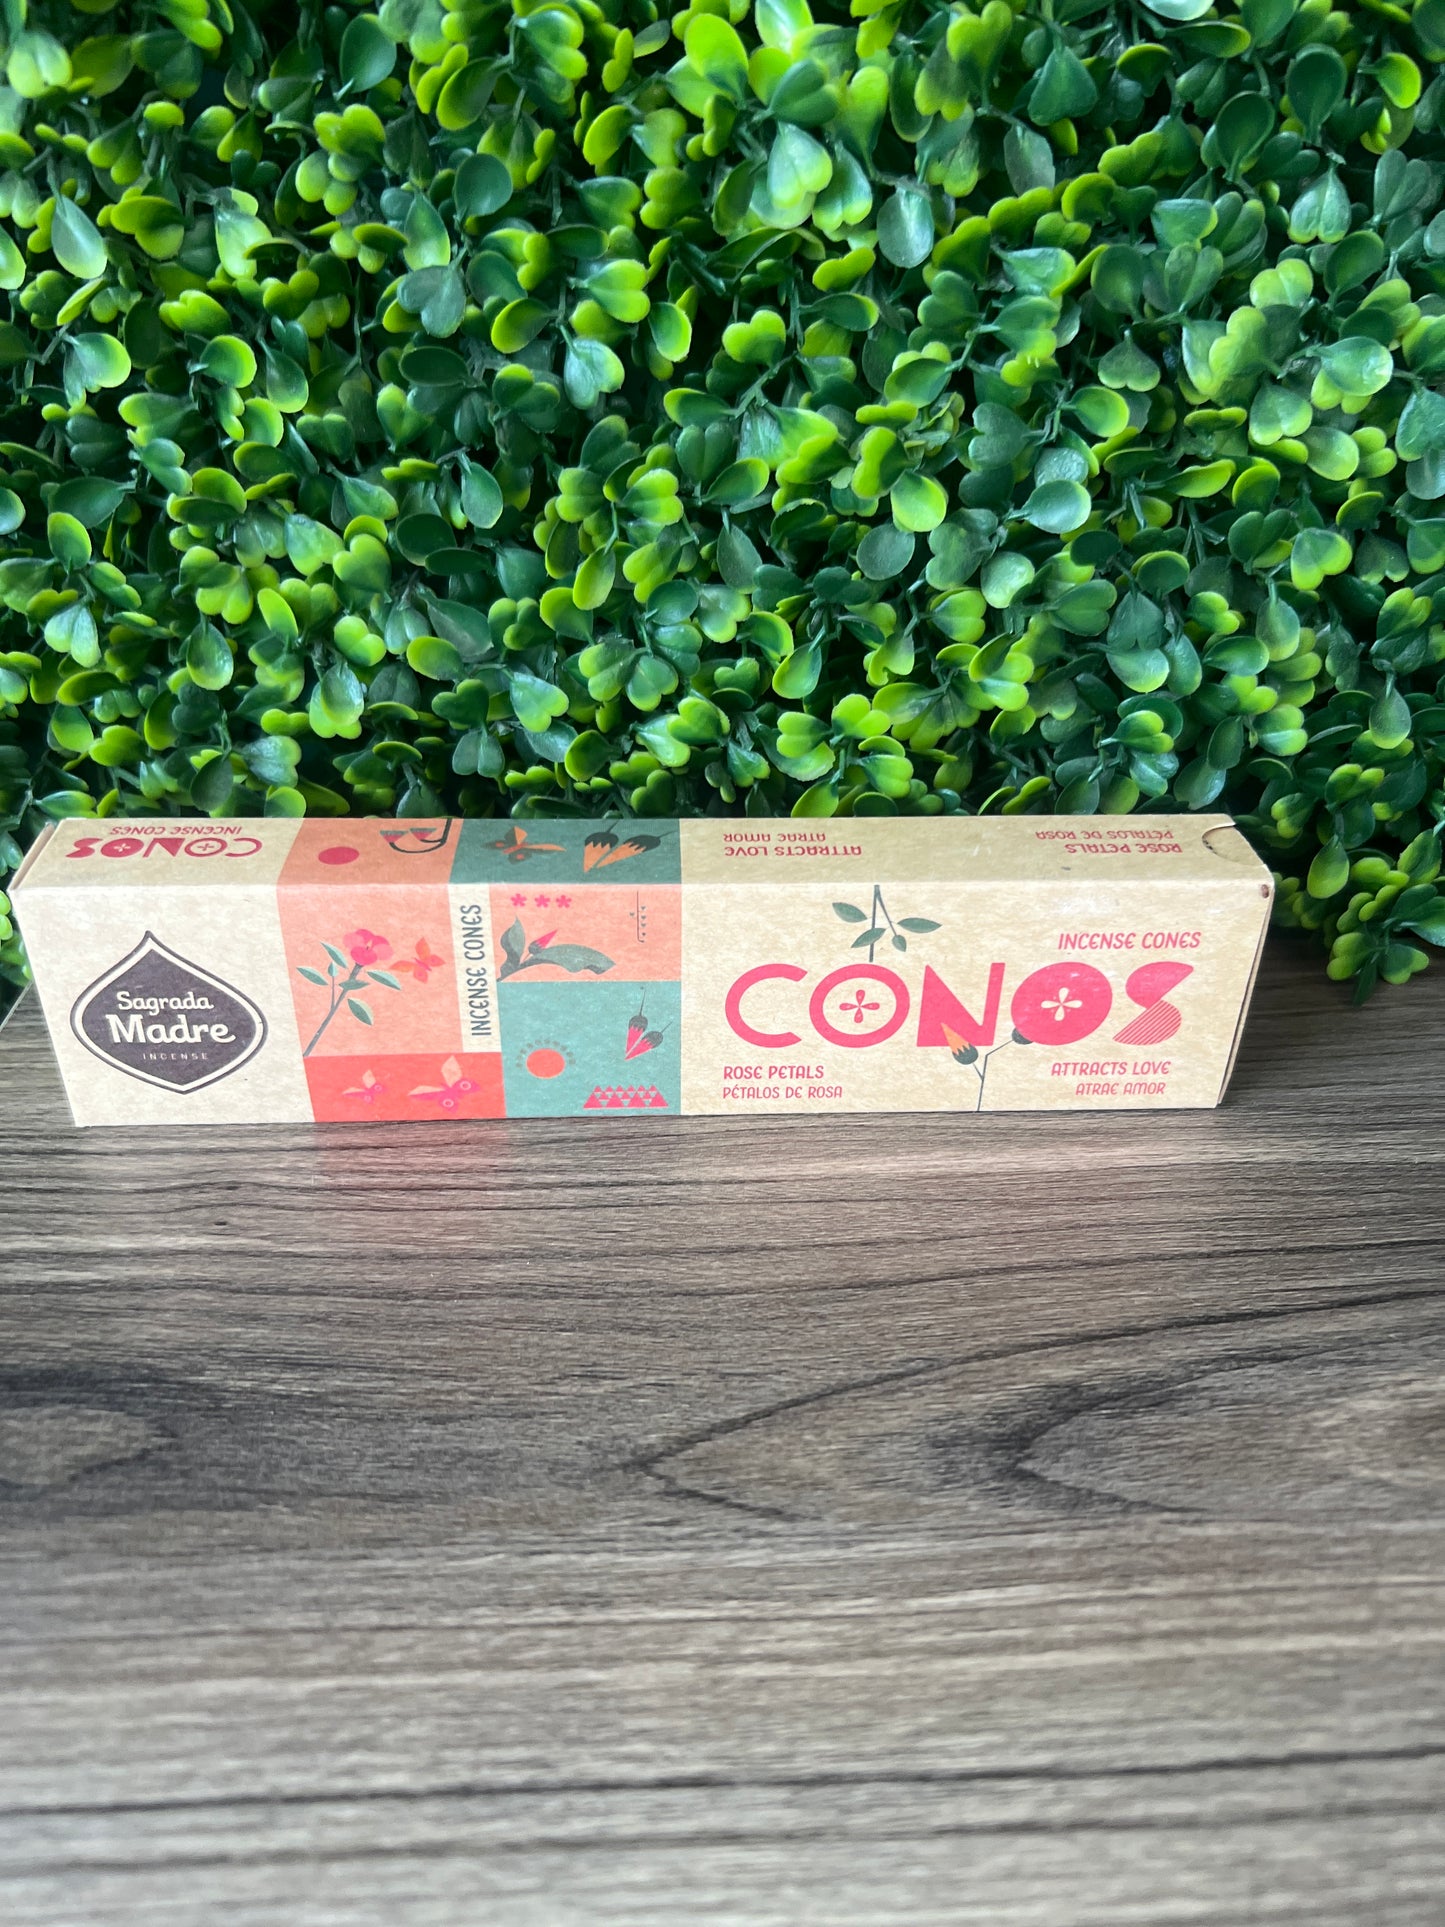 CONOS
INCENSE CONES
ATTRACTS LOVE
ATRAE AMOR
ROSE PETALS
PÉTALOS DE ROSA
Sagrada
Madre
INCENSE
INCENSE CONES
INCENSE CONES
CONOS
ROSE PETALS
PÉTALOS DE ROSA
ATTRACTS LOVE
ATRAE AMOR